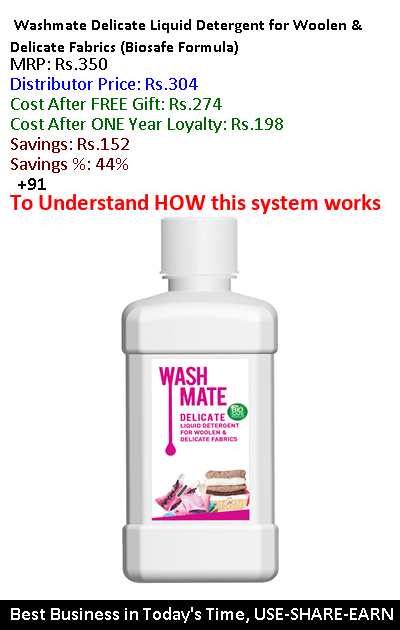 Washmate Delicate Liquid Detergent for Woolen &
Delicate Fabrics (Biosafe Formula)
MRP: Rs.350
Distributor Price: Rs.304
Cost After FREE Gift: Rs.274
Cost After ONE Year Loyalty: Rs.198
Savings: Rs.152
Savings %: 44%
+91
To Understand HOW this system works
WASH
MATE
DELICATE
Bio
SAFE
LIQUID DETERGENT
FOR WOOLEN &
DELICATE FABRICS
Best Business in Today's Time, USE-SHARE-EARN